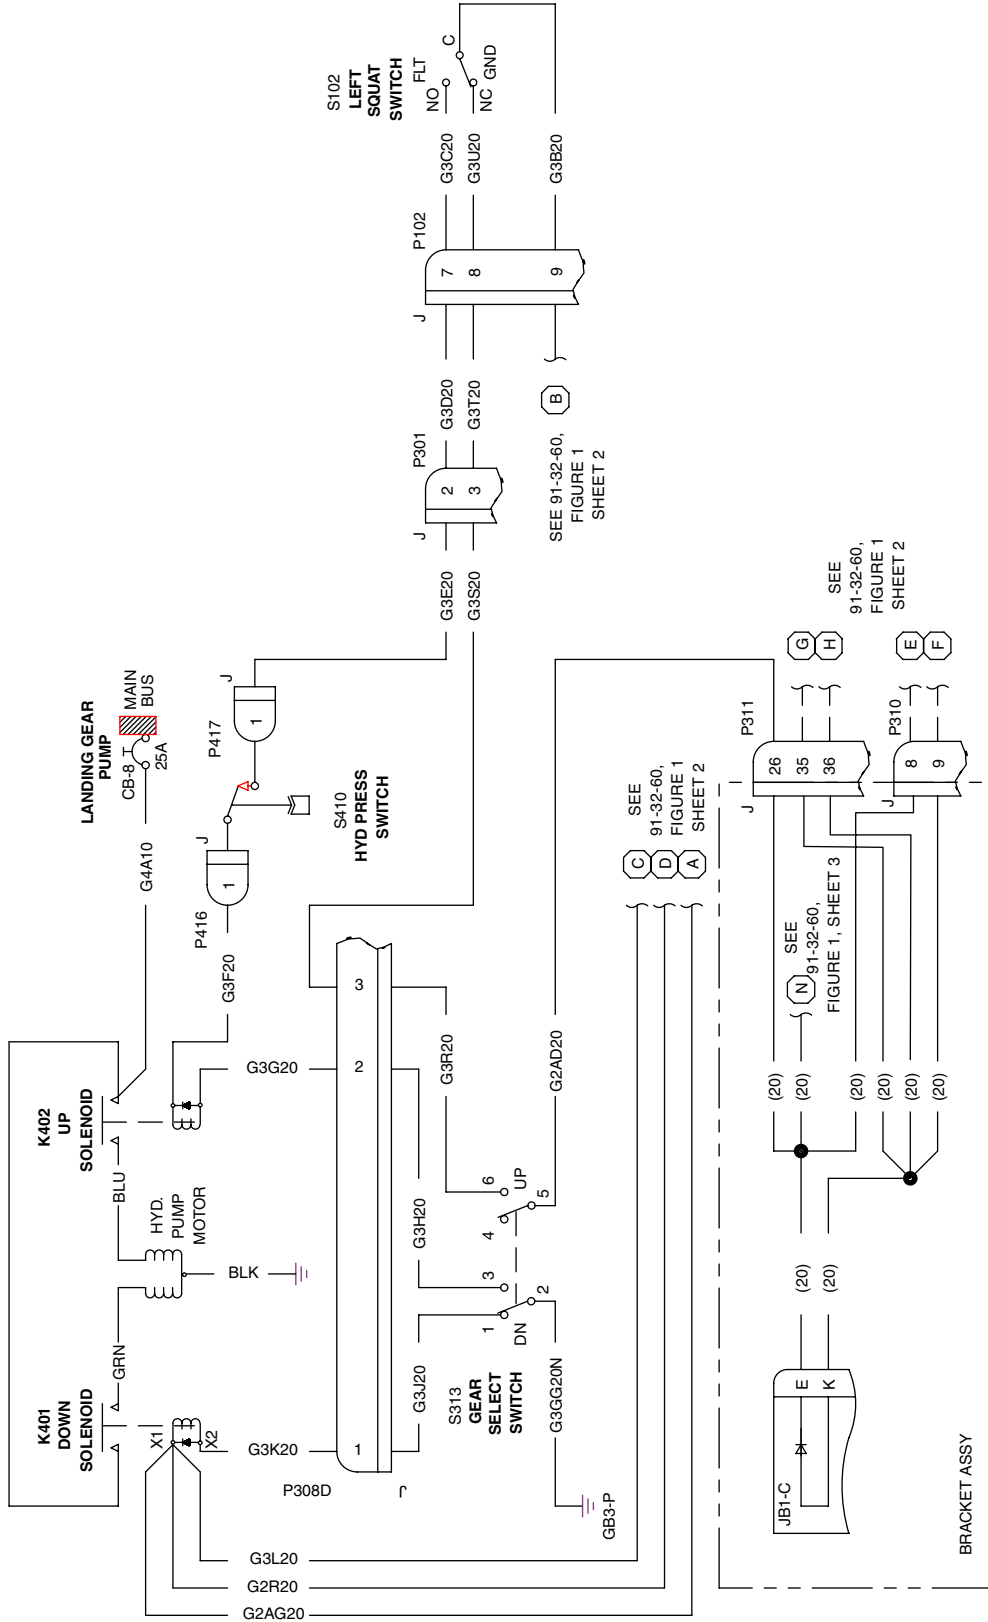 S102
LEFT
SQUAT
SWITCH
FLT
NO
C
NC
GND
G3C20
G3U20
G3B20
P102
J
7
8
9
G3D20
G3T20
B
SEE 91-32-60,
FIGURE 1
SHEET 2
P301
J
2
3
G3E20
G3S20
LANDING GEAR
PUMP
CB-8
25A
MAIN
BUS
G4A10
P417
J
1
S410
HYD PRESS
SWITCH
P416
J
1
G3F20
K402
UP
SOLENOID
BLU
HYD.
PUMP
MOTOR
BLK
GRN
K401
DOWN
SOLENOID
X1
X2
G3G20
G3K20
P308D
J
3
2
1
G3R20
G3H20
G3J20
6
UP
5
4
3
2
1
DN
S313
GEAR
SELECT
SWITCH
G3GG20N
GB3-P
G2AD20
G3L20
G2R20
G2AG20
C
D
A
SEE
91-32-60,
FIGURE 1
SHEET 2
P311
J
26
35
36
G
H
P310
J
8
9
E
F
SEE
91-32-60,
FIGURE 1
SHEET 2
N
SEE
91-32-60,
FIGURE 1, SHEET 3
(20)
(20)
(20)
(20)
(20)
(20)
(20)
(20)
JB1-C
E
K
BRACKET ASSY